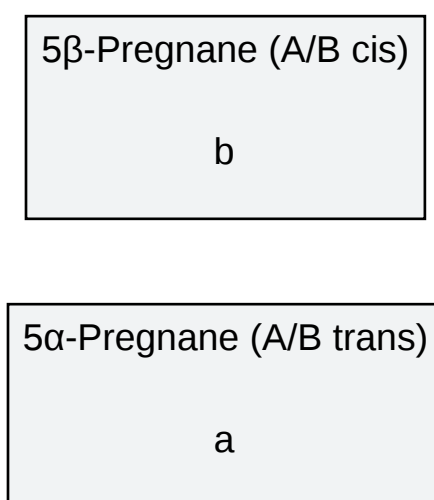 5β-Pregnane (A/B cis)
b
5α-Pregnane (A/B trans)
a